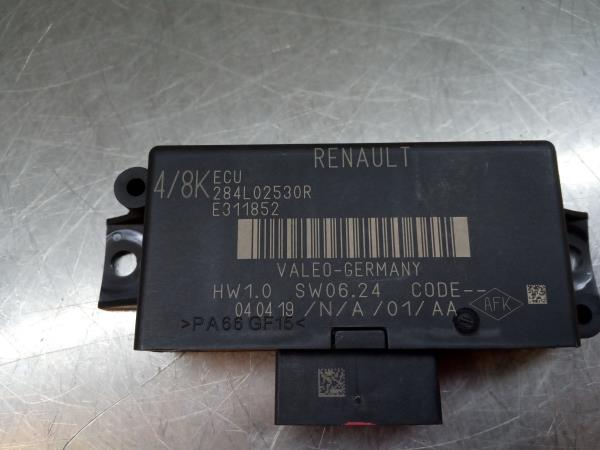 RENAULT
4/8K ECU
284L02530R
E311852
VALEO-GERMANY
HW1.0 SW06.24 CODE--
04.04.19 /N/A/01/AA
AFK
>PA66 GF15<